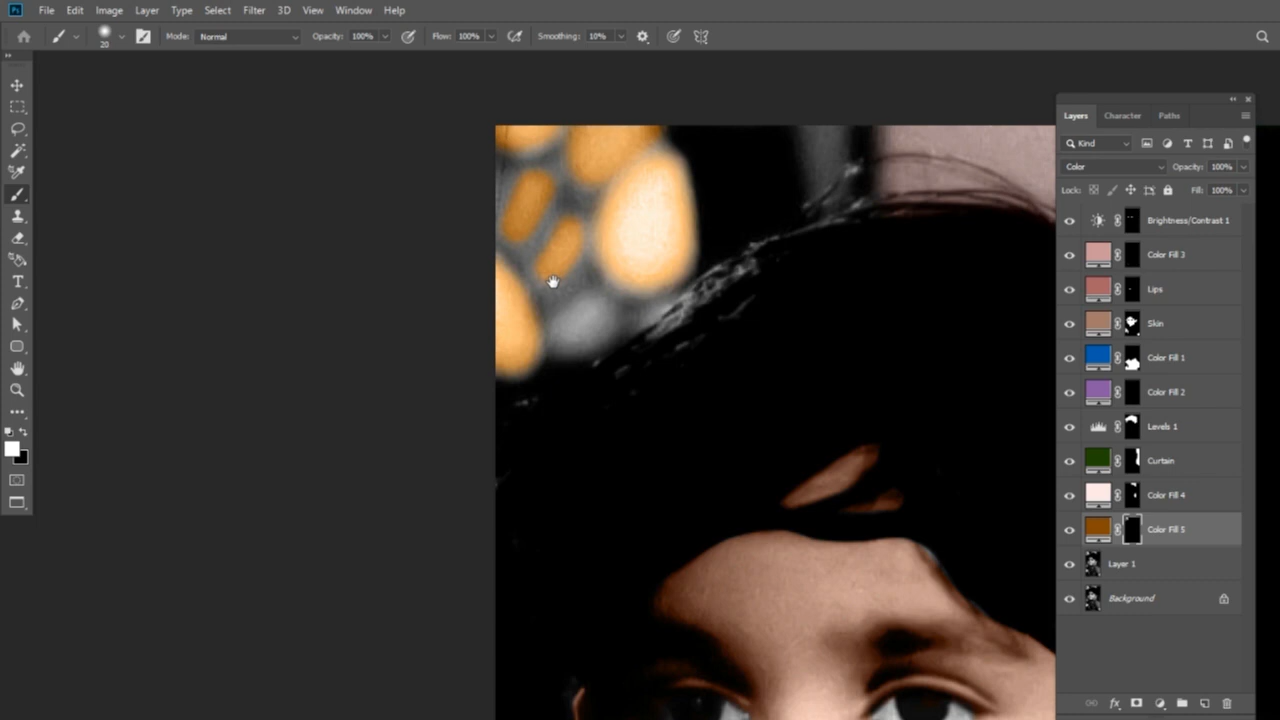 Ps File Edit Image Layer Type Select Filter 3D View Window Help
20 Mode: Normal Opacity: 100% Flow: 100% Smoothing: 10%
Layers Character Paths
Kind
Color Opacity: 100%
Lock: Fill: 100%
Brightness/Contrast 1
Color Fill 3
Lips
Skin
Color Fill 1
Color Fill 2
Levels 1
Curtain
Color Fill 4
Color Fill 5
Layer 1
Background
fx